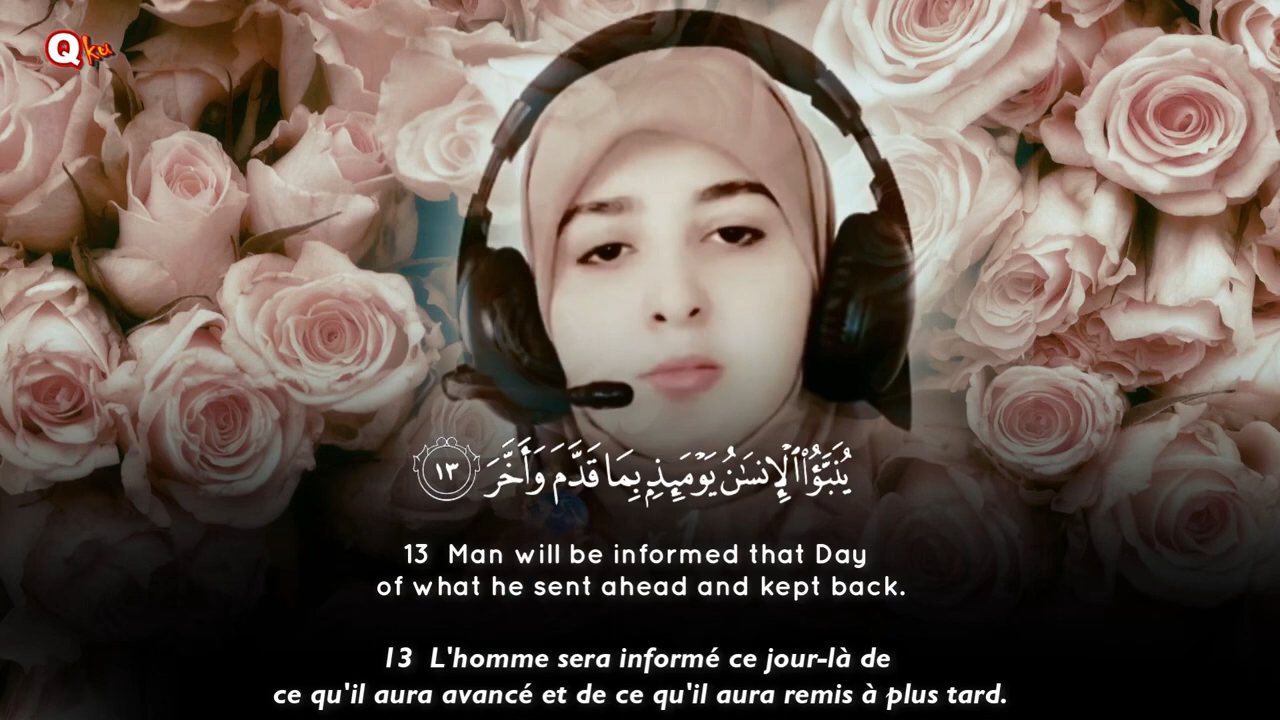 Qku
يُنَبَّؤُا۟ ٱلْإِنسَٰنُ يَوْمَئِذٍۭ بِمَا قَدَّمَ وَأَخَّرَ ١٣
13 Man will be informed that Day
of what he sent ahead and kept back.
13 L'homme sera informé ce jour-là de
ce qu'il aura avancé et de ce qu'il aura remis à plus tard.